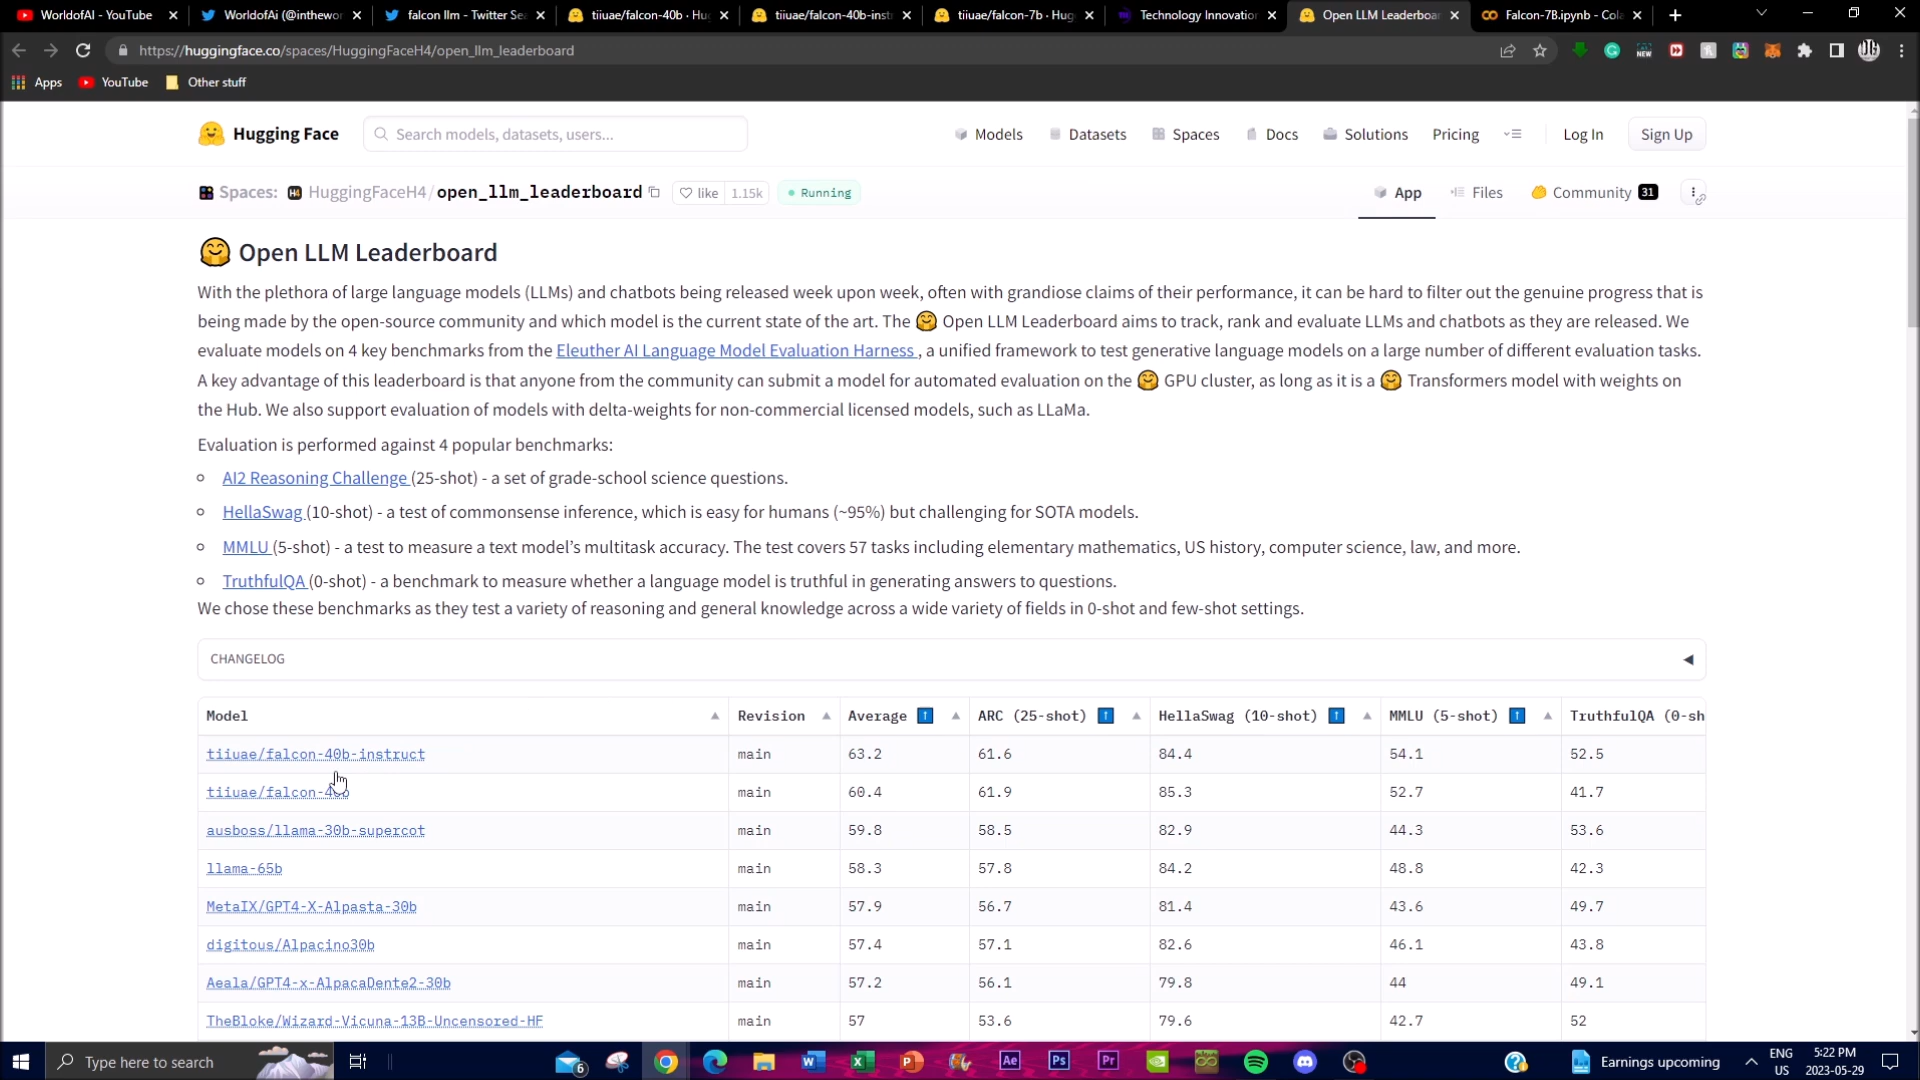 WorldofAI - YouTube
WorldofAi (@inthewor
falcon llm - Twitter Sea
tiiuae/falcon-40b · Hug
tiiuae/falcon-40b-inst
tiiuae/falcon-7b · Hugg
Technology Innovation
Open LLM Leaderboar
Falcon-7B.ipynb - Cola
https://huggingface.co/spaces/HuggingFaceH4/open_llm_leaderboard
NEW
Apps
YouTube
Other stuff
Hugging Face
Search models, datasets, users...
Models
Datasets
Spaces
Docs
Solutions
Pricing
Log In
Sign Up
Spaces: H4 HuggingFaceH4/open_llm_leaderboard
like 1.15k
Running
App
Files
Community 31
Open LLM Leaderboard
With the plethora of large language models (LLMs) and chatbots being released week upon week, often with grandiose claims of their performance, it can be hard to filter out the genuine progress that is
being made by the open-source community and which model is the current state of the art. The 🤗 Open LLM Leaderboard aims to track, rank and evaluate LLMs and chatbots as they are released. We
evaluate models on 4 key benchmarks from the Eleuther AI Language Model Evaluation Harness , a unified framework to test generative language models on a large number of different evaluation tasks.
A key advantage of this leaderboard is that anyone from the community can submit a model for automated evaluation on the 🤗 GPU cluster, as long as it is a 🤗 Transformers model with weights on
the Hub. We also support evaluation of models with delta-weights for non-commercial licensed models, such as LLaMa.
Evaluation is performed against 4 popular benchmarks:
AI2 Reasoning Challenge (25-shot) - a set of grade-school science questions.
HellaSwag (10-shot) - a test of commonsense inference, which is easy for humans (~95%) but challenging for SOTA models.
MMLU (5-shot) - a test to measure a text model's multitask accuracy. The test covers 57 tasks including elementary mathematics, US history, computer science, law, and more.
TruthfulQA (0-shot) - a benchmark to measure whether a language model is truthful in generating answers to questions.
We chose these benchmarks as they test a variety of reasoning and general knowledge across a wide variety of fields in 0-shot and few-shot settings.
CHANGELOG
Model Revision Average ARC (25-shot) HellaSwag (10-shot) MMLU (5-shot) TruthfulQA (0-sh
tiiuae/falcon-40b-instruct main 63.2 61.6 84.4 54.1 52.5
tiiuae/falcon-40b main 60.4 61.9 85.3 52.7 41.7
ausboss/llama-30b-supercot main 59.8 58.5 82.9 44.3 53.6
llama-65b main 58.3 57.8 84.2 48.8 42.3
MetaIX/GPT4-X-Alpasta-30b main 57.9 56.7 81.4 43.6 49.7
digitous/Alpacino30b main 57.4 57.1 82.6 46.1 43.8
Aeala/GPT4-x-AlpacaDente2-30b main 57.2 56.1 79.8 44 49.1
TheBloke/Wizard-Vicuna-13B-Uncensored-HF main 57 53.6 79.6 42.7 52
Type here to search
6
Ae
Ps
Pr
Earnings upcoming
ENG
US
5:22 PM
2023-05-29